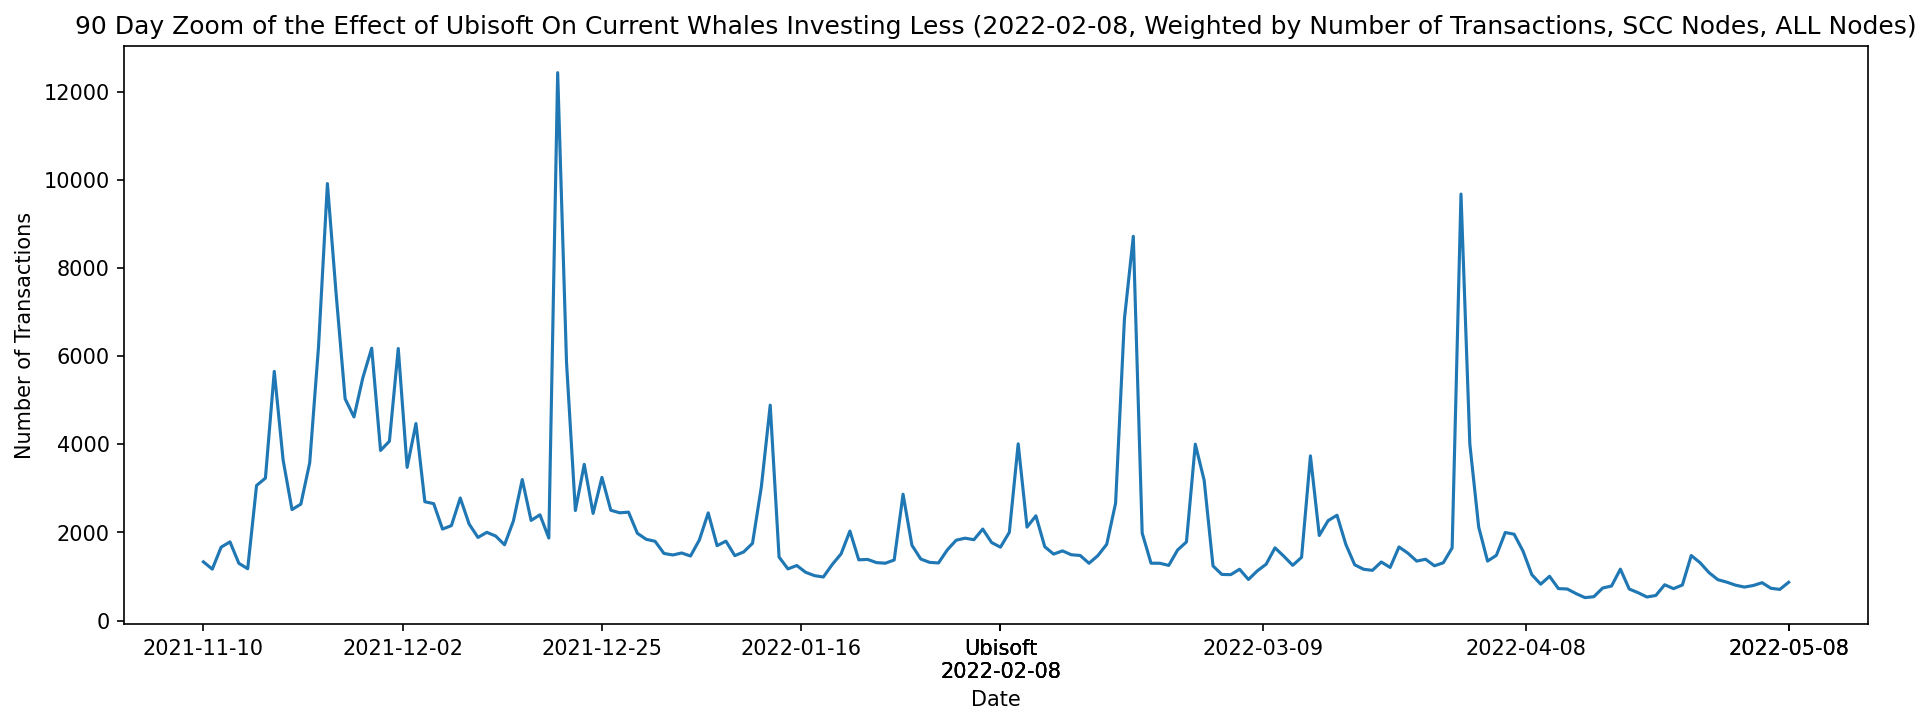 90 Day Zoom of the Effect of Ubisoft On Current Whales Investing Less (2022-02-08, Weighted by Number of Transactions, SCC Nodes, ALL Nodes)
12000
10000
8000
6000
4000
2000
0
Number of Transactions
2021-11-10 2021-12-02 2021-12-25 2022-01-16 Ubisoft 2022-03-09 2022-04-08 2022-05-08
2022-02-08
Date